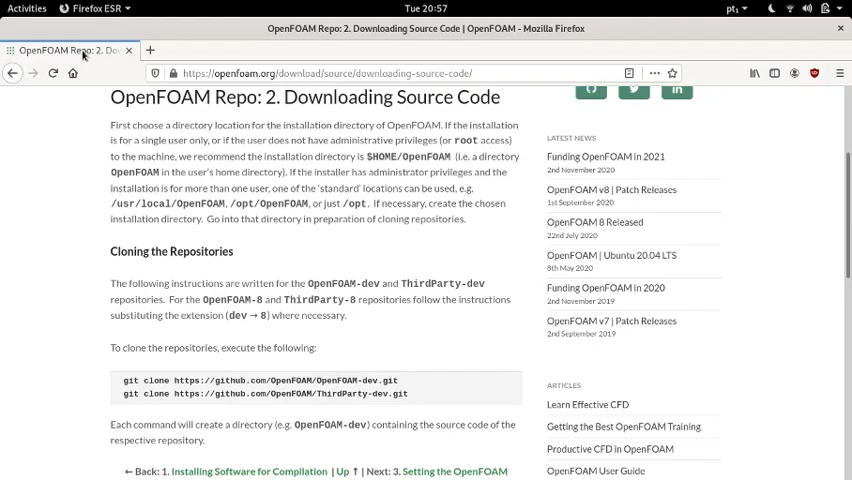 Activities Firefox ESR Tue 20:57 pt1
OpenFOAM Repo: 2. Downloading Source Code | OpenFOAM - Mozilla Firefox
OpenFOAM Repo: 2. Do
https://openfoam.org/download/source/downloading-source-code/
OpenFOAM Repo: 2. Downloading Source Code
First choose a directory location for the installation directory of OpenFOAM. If the installation
is for a single user only, or if the user does not have administrative privileges (or root access)
to the machine, we recommend the installation directory is $HOME/OpenFOAM (i.e. a directory
OpenFOAM in the user's home directory). If the installer has administrator privileges and the
installation is for more than one user, one of the 'standard' locations can be used, e.g.
/usr/local/OpenFOAM, /opt/OpenFOAM, or just /opt. If necessary, create the chosen
installation directory. Go into that directory in preparation of cloning repositories.
Cloning the Repositories
The following instructions are written for the OpenFOAM-dev and ThirdParty-dev
repositories. For the OpenFOAM-8 and ThirdParty-8 repositories follow the instructions
substituting the extension (dev → 8) where necessary.
To clone the repositories, execute the following:
git clone https://github.com/OpenFOAM/OpenFOAM-dev.git
git clone https://github.com/OpenFOAM/ThirdParty-dev.git
Each command will create a directory (e.g. OpenFOAM-dev) containing the source code of the
respective repository.
← Back: 1. Installing Software for Compilation | Up ↑ | Next: 3. Setting the OpenFOAM
LATEST NEWS
Funding OpenFOAM in 2021
2nd November 2020
OpenFOAM v8 | Patch Releases
1st September 2020
OpenFOAM 8 Released
22nd July 2020
OpenFOAM | Ubuntu 20.04 LTS
8th May 2020
Funding OpenFOAM in 2020
2nd November 2019
OpenFOAM v7 | Patch Releases
2nd September 2019
ARTICLES
Learn Effective CFD
Getting the Best OpenFOAM Training
Productive CFD in OpenFOAM
OpenFOAM User Guide